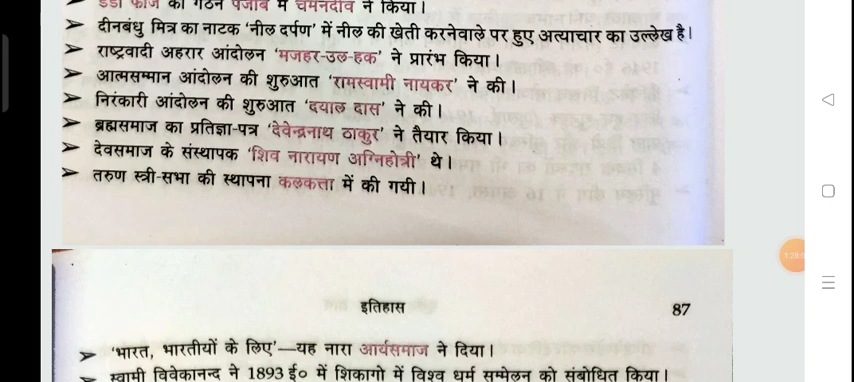 डंडा फौज का गठन पंजाब में चमनदीव ने किया।
➢ दीनबंधु मित्र का नाटक ‘नील दर्पण’ में नील की खेती करनेवाले पर हुए अत्याचार का उल्लेख है।
➢ राष्ट्रवादी अहरार आंदोलन ‘मजहर-उल-हक’ ने प्रारंभ किया।
➢ आत्मसम्मान आंदोलन की शुरुआत ‘रामस्वामी नायकर’ ने की।
➢ निरंकारी आंदोलन की शुरुआत ‘दयाल दास’ ने की।
➢ ब्रह्मसमाज का प्रतिज्ञा-पत्र ‘देवेन्द्रनाथ ठाकुर’ ने तैयार किया।
➢ देवसमाज के संस्थापक ‘शिव नारायण अग्निहोत्री’ थे।
➢ तरुण स्त्री-सभा की स्थापना कलकत्ता में की गयी।
इतिहास 87
➢ ‘भारत, भारतीयों के लिए’—यह नारा आर्यसमाज ने दिया।
➢ स्वामी विवेकानन्द ने 1893 ई० में शिकागो में विश्व धर्म सम्मेलन को संबोधित किया।